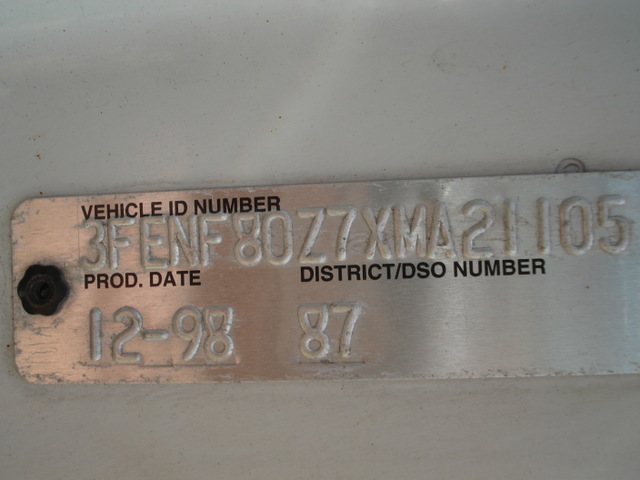 VEHICLE ID NUMBER
3FENF80Z7XMA21105
PROD. DATE DISTRICT/DSO NUMBER
12-98 87